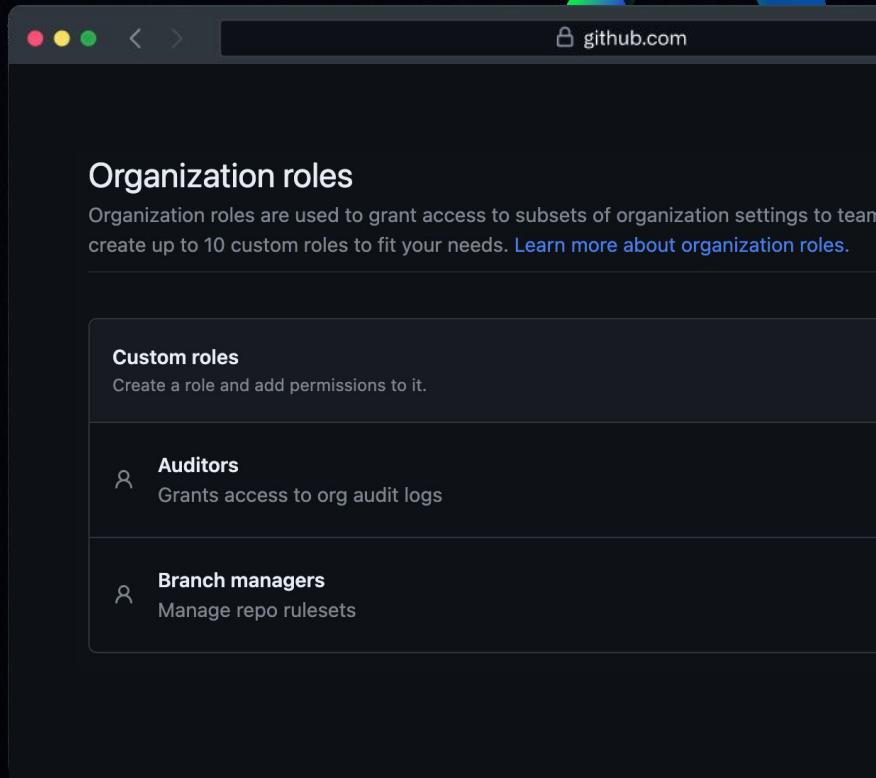 github.com
Organization roles
Organization roles are used to grant access to subsets of organization settings to team
create up to 10 custom roles to fit your needs. Learn more about organization roles.
Custom roles
Create a role and add permissions to it.
Auditors
Grants access to org audit logs
Branch managers
Manage repo rulesets